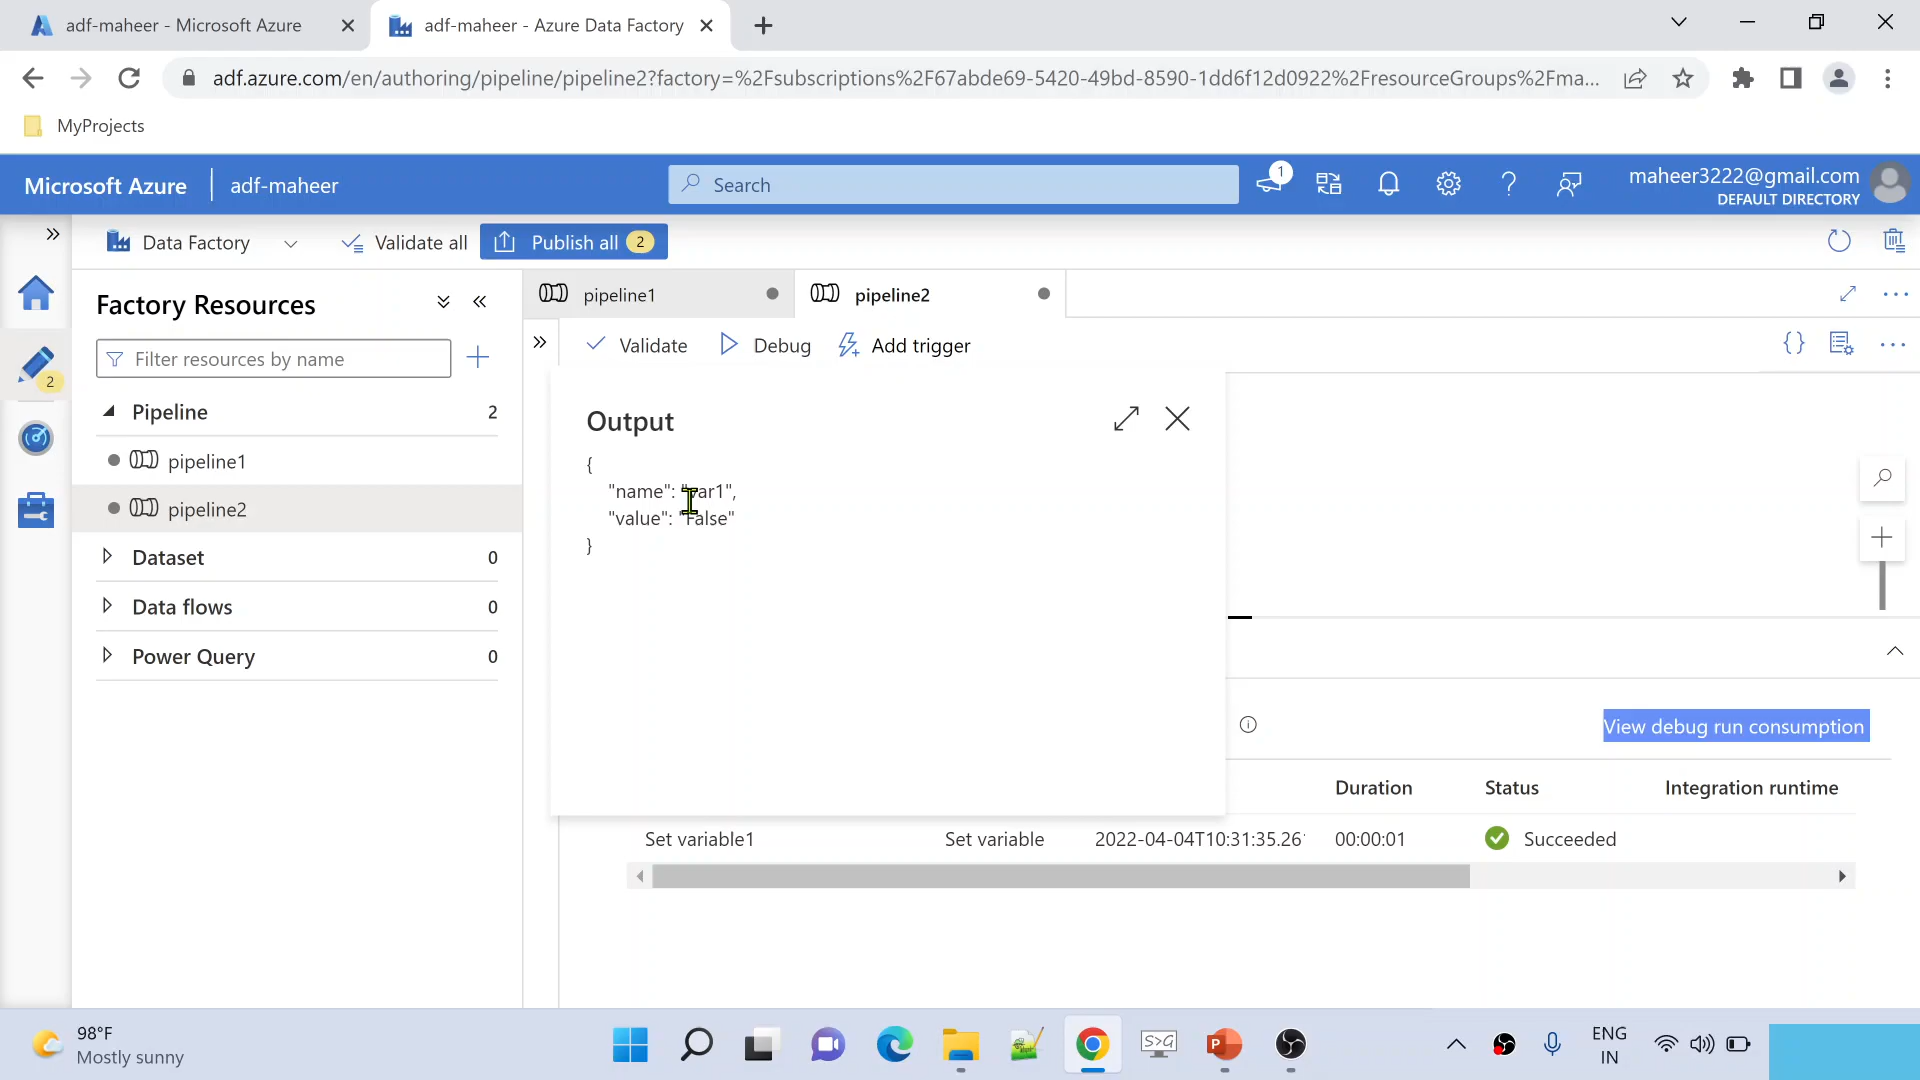 adf-maheer - Microsoft Azure
adf-maheer - Azure Data Factory
adf.azure.com/en/authoring/pipeline/pipeline2?factory=%2Fsubscriptions%2F67abde69-5420-49bd-8590-1dd6f12d0922%2FresourceGroups%2Fma...
MyProjects
Microsoft Azure
adf-maheer
Search
1
maheer3222@gmail.com
DEFAULT DIRECTORY
Data Factory
Validate all
Publish all 2
Factory Resources
pipeline1
pipeline2
Filter resources by name
Validate
Debug
Add trigger
2
Pipeline 2
pipeline1
pipeline2
Dataset 0
Data flows 0
Power Query 0
Output
{
"name": "var1",
"value": "False"
}
View debug run consumption
Duration
Status
Integration runtime
Set variable1
Set variable
2022-04-04T10:31:35.26
00:00:01
Succeeded
98°F
Mostly sunny
S>G
P
ENG
IN